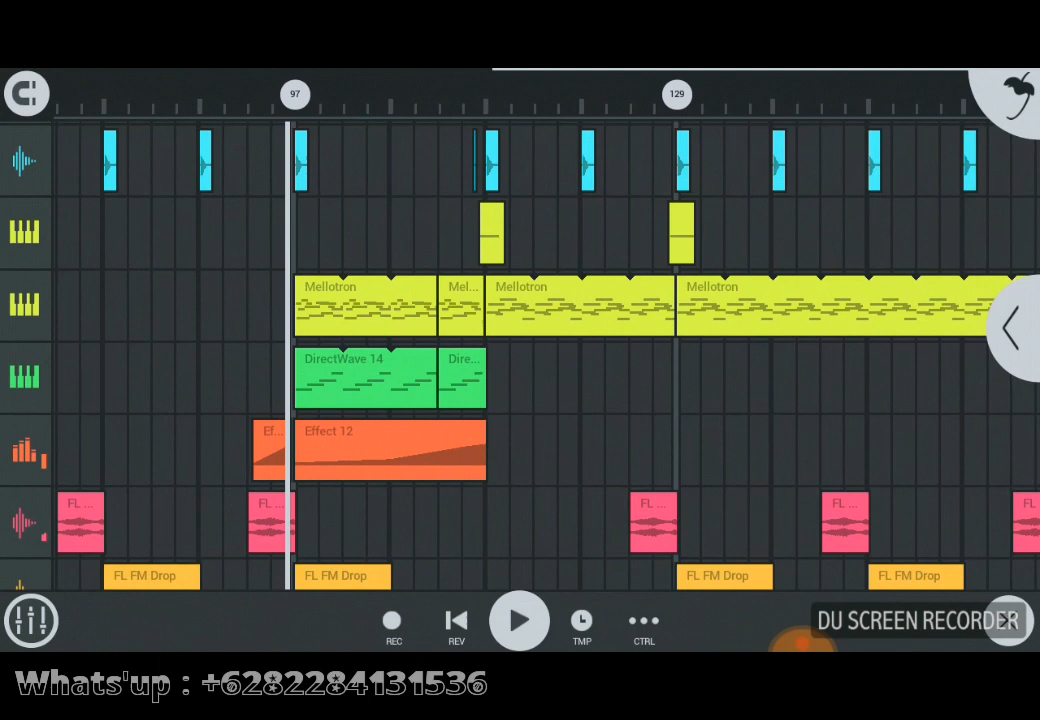 97 129
Mellotron Mel... Mellotron Mellotron
DirectWave 14 Dire...
Ef... Effect 12
FL ... FL ... FL ... FL ... FL
FL FM Drop FL FM Drop FL FM Drop FL FM Drop
DU SCREEN RECORDER
REC REV TMP CTRL
What's'up : +6282284131536